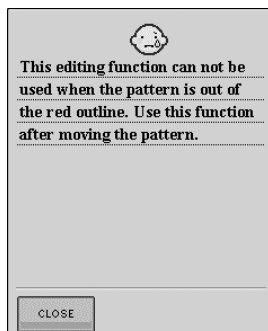 This editing function can not be
used when the pattern is out of
the red outline. Use this function
after moving the pattern.
CLOSE